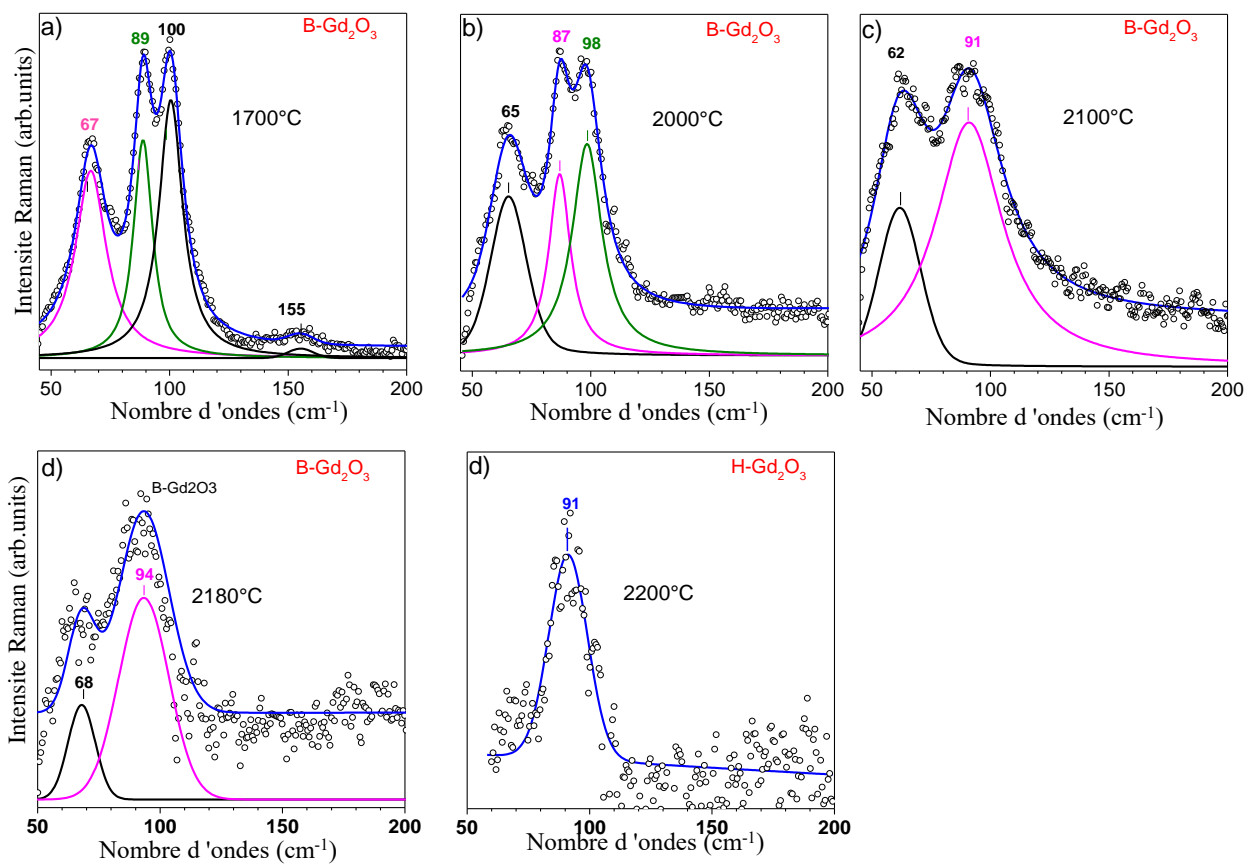 a)
B-Gd₂O₃
89
100
67
1700°C
155
Intensite Raman (arb.units)
50
100
150
200
Nombre d 'ondes (cm⁻¹)
b)
B-Gd₂O₃
87
98
65
2000°C
50
100
150
200
Nombre d 'ondes (cm⁻¹)
c)
B-Gd₂O₃
62
91
2100°C
50
100
150
200
Nombre d 'ondes (cm⁻¹)
d)
B-Gd₂O₃
B-Gd2O3
94
2180°C
68
Intensite Raman (arb.units)
50
100
150
200
Nombre d 'ondes (cm⁻¹)
d)
H-Gd₂O₃
91
2200°C
50
100
150
200
Nombre d 'ondes (cm⁻¹)